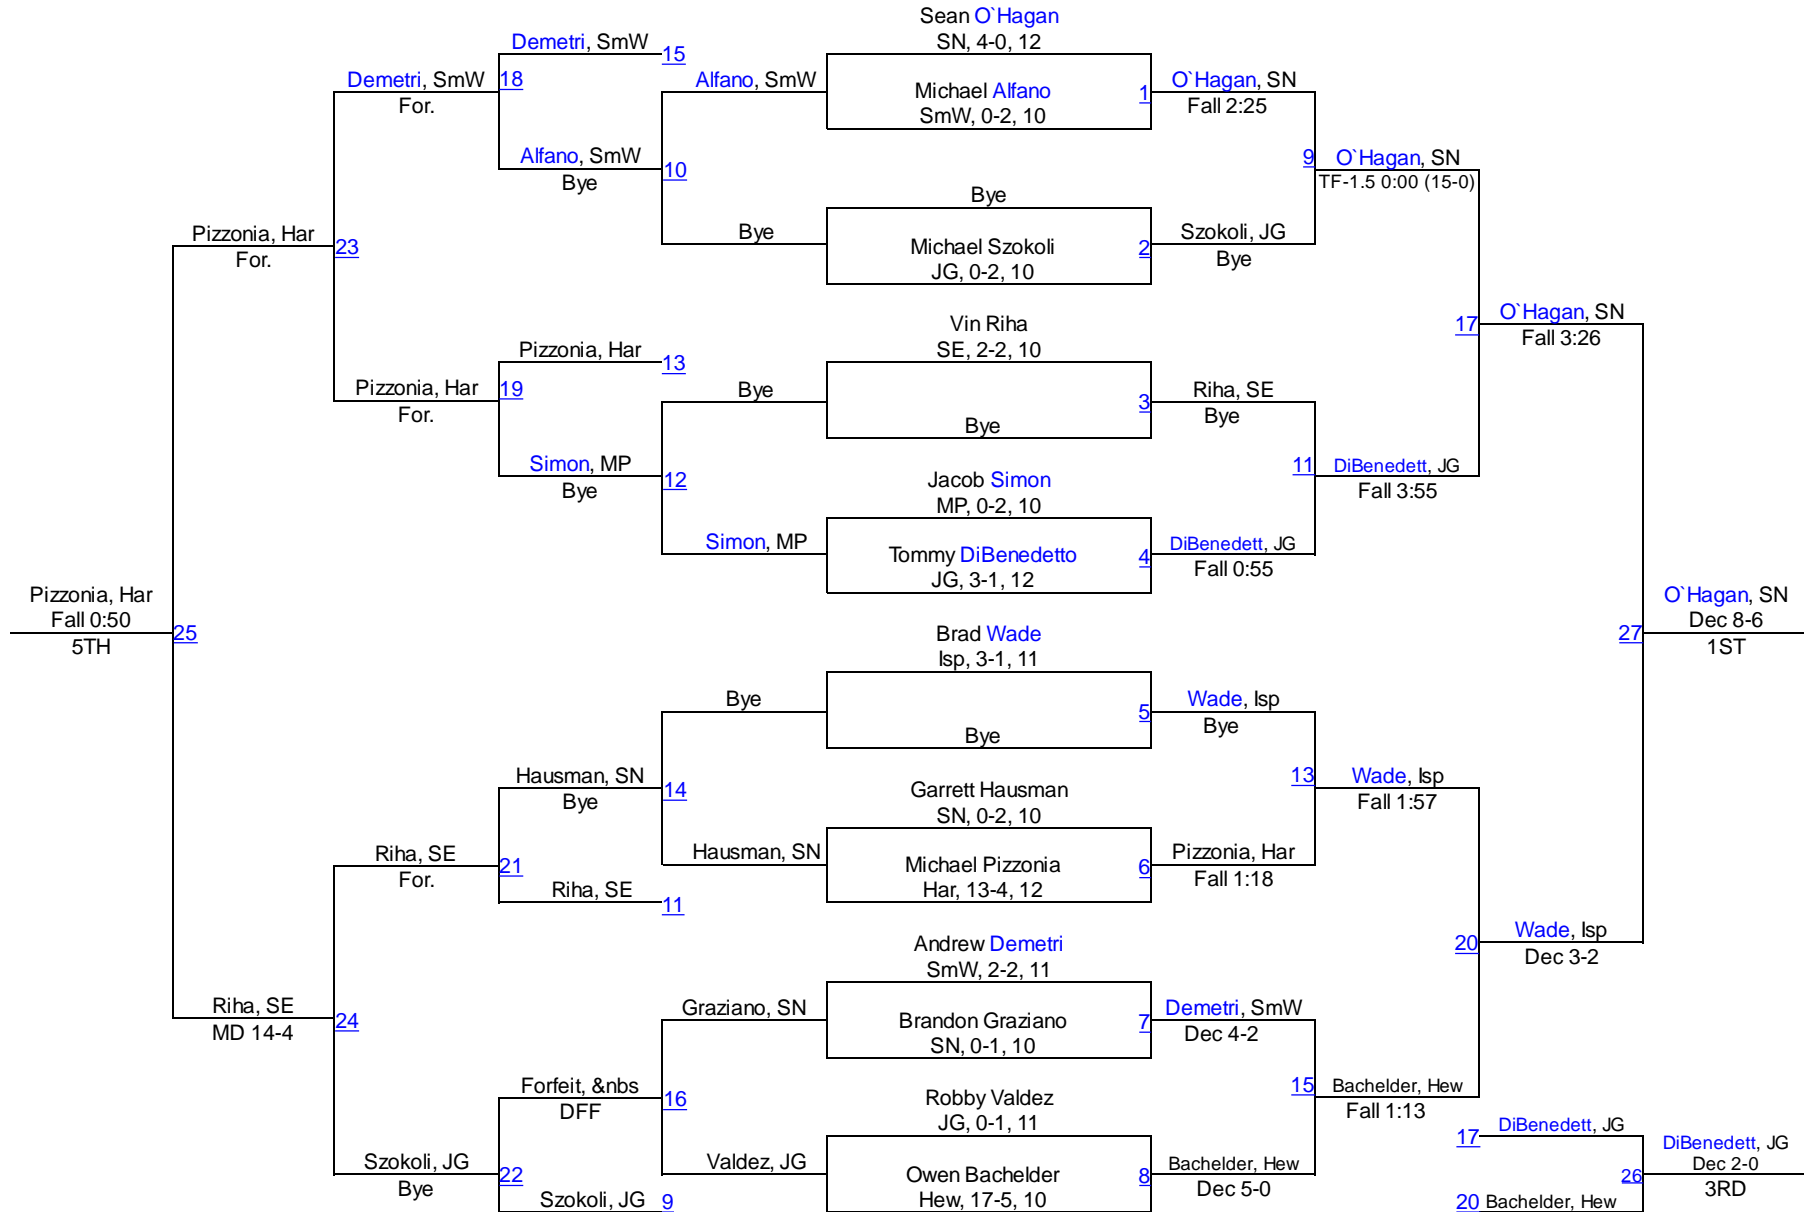 Sean O`Hagan
SN, 4-0, 12
Demetri, SmW
15
Demetri, SmW
18
For.
Alfano, SmW
Michael Alfano
SmW, 0-2, 10
1
O`Hagan, SN
Fall 2:25
Alfano, SmW
Bye
10
9
O`Hagan, SN
TF-1.5 0:00 (15-0)
Bye
Bye
Michael Szokoli
JG, 0-2, 10
2
Szokoli, JG
Bye
Pizzonia, Har
For.
23
Vin Riha
SE, 2-2, 10
17
O`Hagan, SN
Fall 3:26
Pizzonia, Har
13
Pizzonia, Har
19
For.
Bye
Bye
3
Riha, SE
Bye
Simon, MP
Bye
12
11
DiBenedett, JG
Fall 3:55
Jacob Simon
MP, 0-2, 10
Simon, MP
Tommy DiBenedetto
JG, 3-1, 12
4
DiBenedett, JG
Fall 0:55
Pizzonia, Har
Fall 0:50
5TH
25
27
O`Hagan, SN
Dec 8-6
1ST
Brad Wade
Isp, 3-1, 11
Bye
Bye
5
Wade, Isp
Bye
Hausman, SN
Bye
14
13
Wade, Isp
Fall 1:57
Garrett Hausman
SN, 0-2, 10
Riha, SE
For.
21
Hausman, SN
Michael Pizzonia
Har, 13-4, 12
6
Pizzonia, Har
Fall 1:18
Riha, SE
11
20
Wade, Isp
Dec 3-2
Andrew Demetri
SmW, 2-2, 11
Riha, SE
MD 14-4
24
Graziano, SN
Brandon Graziano
SN, 0-1, 10
7
Demetri, SmW
Dec 4-2
Forfeit, &nbs
DFF
16
15
Bachelder, Hew
Fall 1:13
Robby Valdez
JG, 0-1, 11
17
DiBenedett, JG
Szokoli, JG
Bye
22
Valdez, JG
Owen Bachelder
Hew, 17-5, 10
8
Bachelder, Hew
Dec 5-0
26
DiBenedett, JG
Dec 2-0
3RD
Szokoli, JG
9
20
Bachelder, Hew